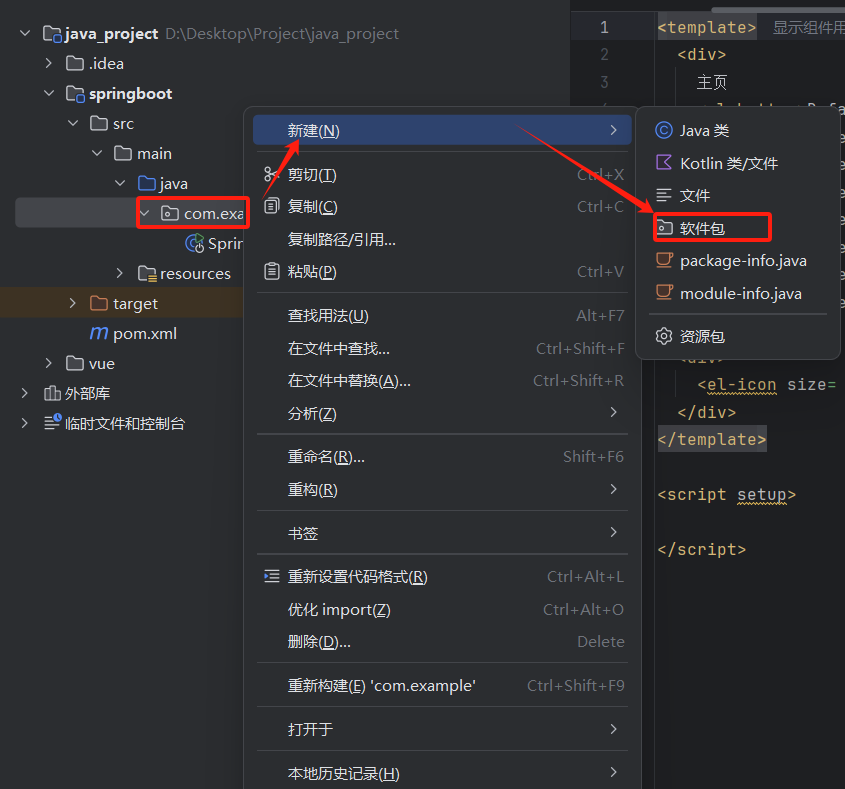 java_project D:\Desktop\Project\java_project
.idea
springboot
src
main
java
com.exa
Sprin
resources
target
pom.xml
vue
外部库
临时文件和控制台
新建(N)
剪切(T) Ctrl+X
复制(C) Ctrl+C
复制路径/引用...
粘贴(P) Ctrl+V
查找用法(U) Alt+F7
在文件中查找... Ctrl+Shift+F
在文件中替换(A)... Ctrl+Shift+R
分析(Z)
重命名(R)... Shift+F6
重构(R)
书签
重新设置代码格式(R) Ctrl+Alt+L
优化 import(Z) Ctrl+Alt+O
删除(D)... Delete
重新构建(E) 'com.example' Ctrl+Shift+F9
打开于
本地历史记录(H)
Java 类
Kotlin 类/文件
文件
软件包
package-info.java
module-info.java
资源包
1 <template> 显示组件用
2 <div>
3 主页
<el-icon size=
</div>
</template>
<script setup>
</script>